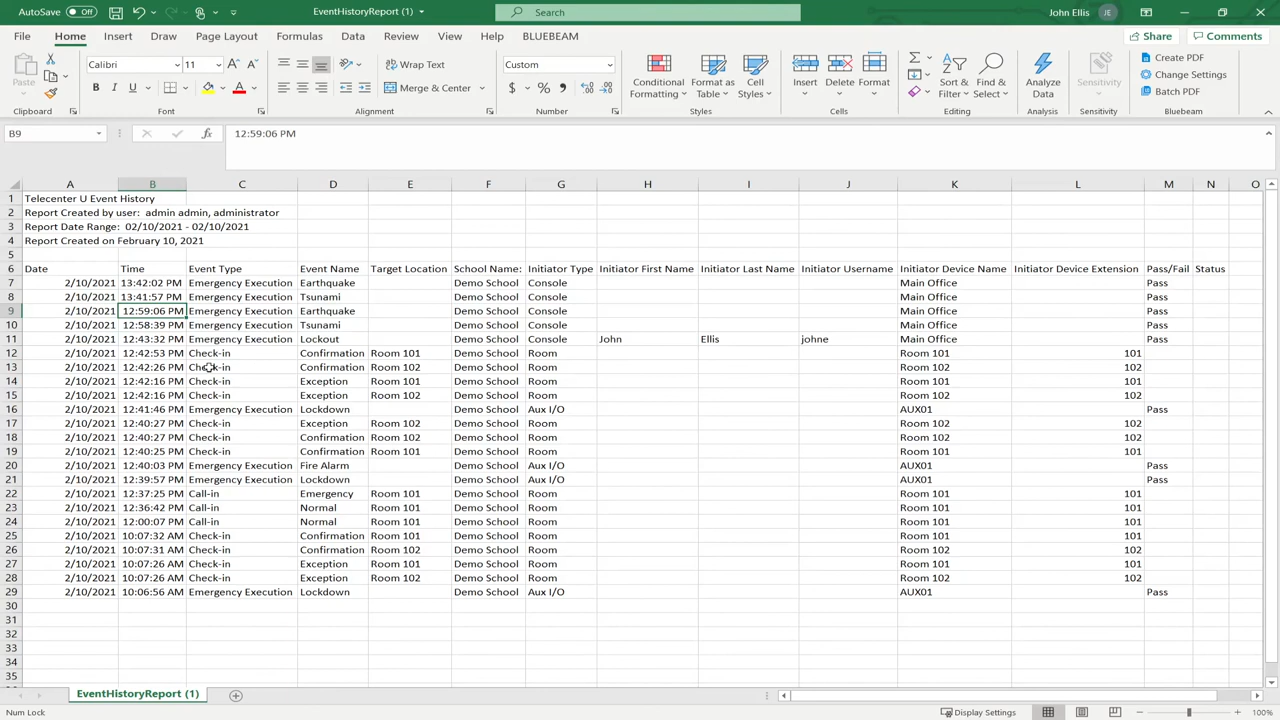 AutoSave Off EventHistoryReport (1) Search John Ellis JE
File Home Insert Draw Page Layout Formulas Data Review View Help BLUEBEAM Share Comments
Paste Calibri 11 Wrap Text Merge & Center Custom Conditional Formatting Format as Table Cell Styles Insert Delete Format Sort & Filter Find & Select Analyze Data Sensitivity Create PDF Change Settings Batch PDF
Clipboard Font Alignment Number Styles Cells Editing Analysis Sensitivity Bluebeam
B9 fx 12:59:06 PM
A B C D E F G H I J K L M N O
1 Telecenter U Event History
2 Report Created by user: admin admin, administrator
3 Report Date Range: 02/10/2021 - 02/10/2021
4 Report Created on February 10, 2021
5
6 Date Time Event Type Event Name Target Location School Name: Initiator Type Initiator First Name Initiator Last Name Initiator Username Initiator Device Name Initiator Device Extension Pass/Fail Status
7 2/10/2021 13:42:02 PM Emergency Execution Earthquake Demo School Console Main Office Pass
8 2/10/2021 13:41:57 PM Emergency Execution Tsunami Demo School Console Main Office Pass
9 2/10/2021 12:59:06 PM Emergency Execution Earthquake Demo School Console Main Office Pass
10 2/10/2021 12:58:39 PM Emergency Execution Tsunami Demo School Console Main Office Pass
11 2/10/2021 12:43:32 PM Emergency Execution Lockout Demo School Console John Ellis johne Main Office Pass
12 2/10/2021 12:42:53 PM Check-in Confirmation Room 101 Demo School Room Room 101 101
13 2/10/2021 12:42:26 PM Check-in Confirmation Room 102 Demo School Room Room 102 102
14 2/10/2021 12:42:16 PM Check-in Exception Room 101 Demo School Room Room 101 101
15 2/10/2021 12:42:16 PM Check-in Exception Room 102 Demo School Room Room 102 102
16 2/10/2021 12:41:46 PM Emergency Execution Lockdown Demo School Aux I/O AUX01 Pass
17 2/10/2021 12:40:27 PM Check-in Exception Room 102 Demo School Room Room 102 102
18 2/10/2021 12:40:27 PM Check-in Confirmation Room 102 Demo School Room Room 102 102
19 2/10/2021 12:40:25 PM Check-in Confirmation Room 101 Demo School Room Room 101 101
20 2/10/2021 12:40:03 PM Emergency Execution Fire Alarm Demo School Aux I/O AUX01 Pass
21 2/10/2021 12:39:57 PM Emergency Execution Lockdown Demo School Aux I/O AUX01 Pass
22 2/10/2021 12:37:25 PM Call-in Emergency Room 101 Demo School Room Room 101 101
23 2/10/2021 12:36:42 PM Call-in Normal Room 101 Demo School Room Room 101 101
24 2/10/2021 12:00:07 PM Call-in Normal Room 101 Demo School Room Room 101 101
25 2/10/2021 10:07:32 AM Check-in Confirmation Room 101 Demo School Room Room 101 101
26 2/10/2021 10:07:31 AM Check-in Confirmation Room 102 Demo School Room Room 102 102
27 2/10/2021 10:07:26 AM Check-in Exception Room 101 Demo School Room Room 101 101
28 2/10/2021 10:07:26 AM Check-in Exception Room 102 Demo School Room Room 102 102
29 2/10/2021 10:06:56 AM Emergency Execution Lockdown Demo School Aux I/O AUX01 Pass
30
31
32
33
34
35
EventHistoryReport (1)
Num Lock Display Settings 100%